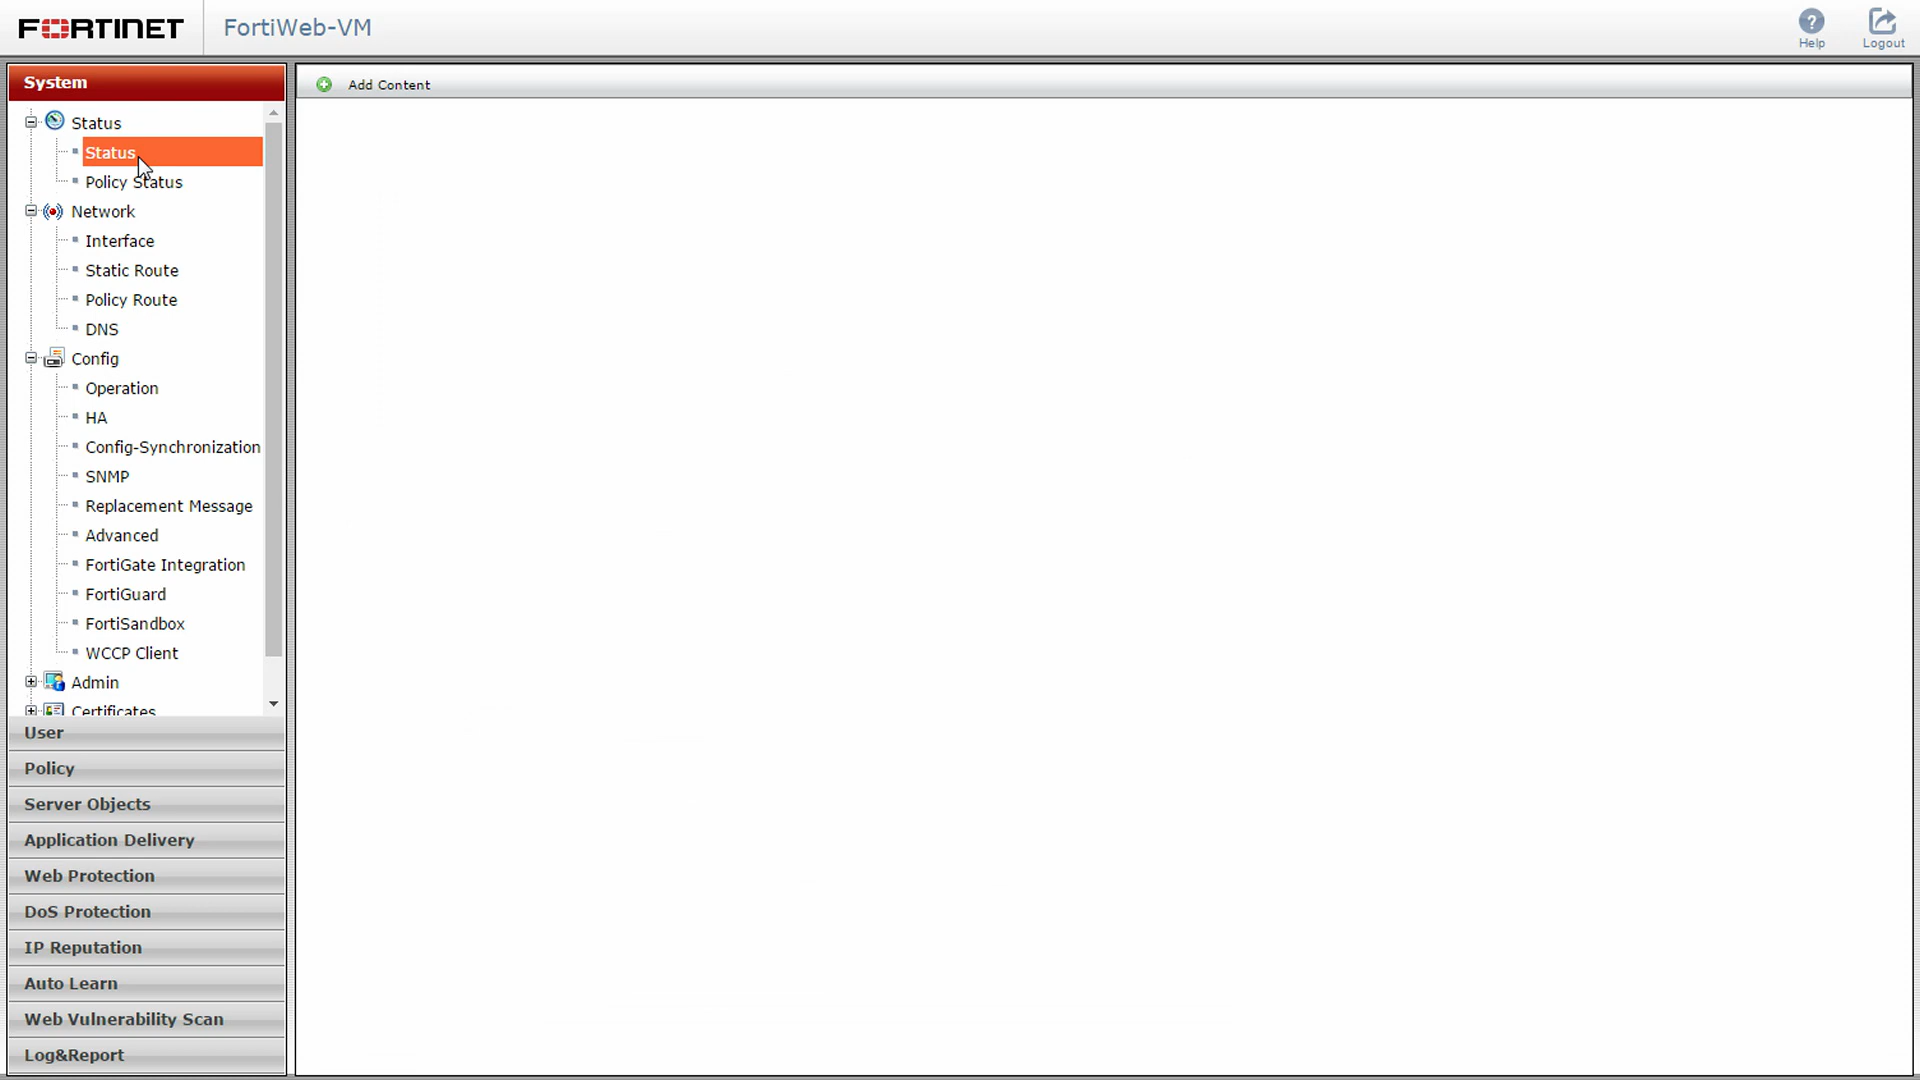 FORTINET
FortiWeb-VM
Help
Logout
System
Add Content
Status
Status
Policy Status
Network
Interface
Static Route
Policy Route
DNS
Config
Operation
HA
Config-Synchronization
SNMP
Replacement Message
Advanced
FortiGate Integration
FortiGuard
FortiSandbox
WCCP Client
Admin
Certificates
User
Policy
Server Objects
Application Delivery
Web Protection
DoS Protection
IP Reputation
Auto Learn
Web Vulnerability Scan
Log&Report